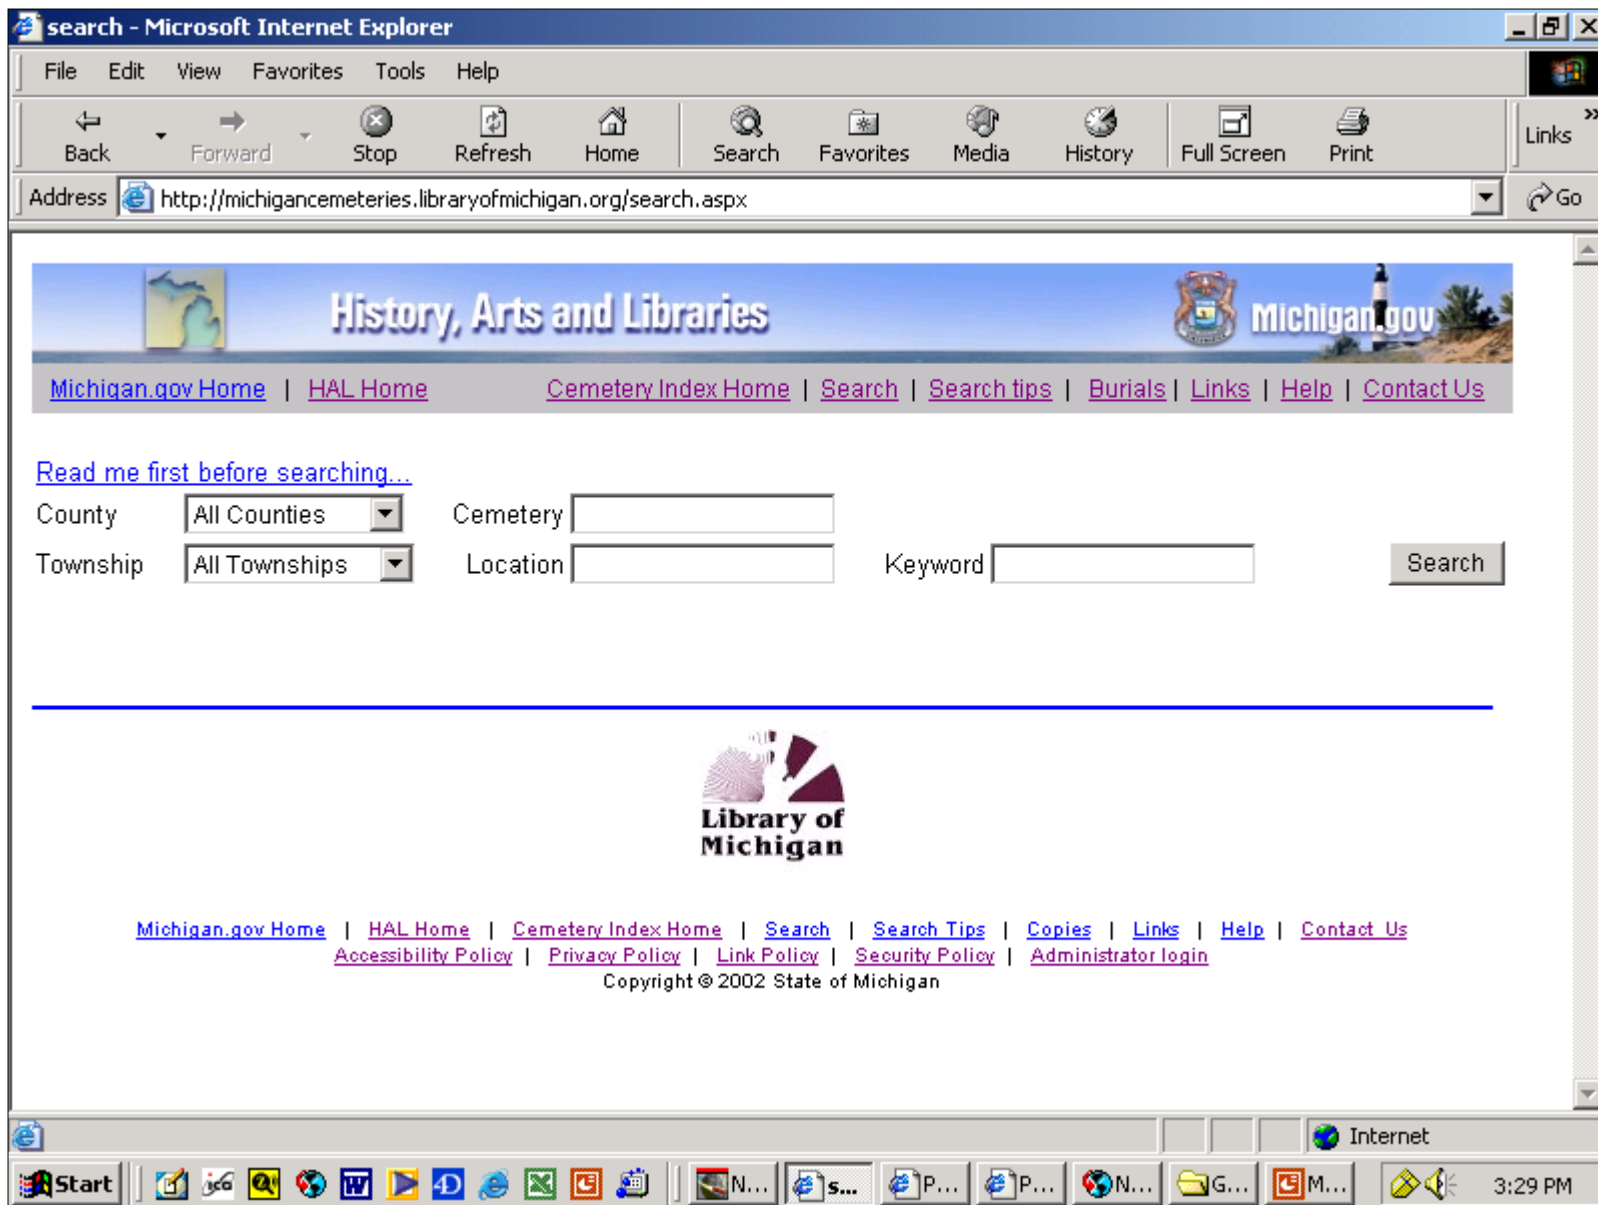 search - Microsoft Internet Explorer
File Edit View Favorites Tools Help
Back Forward Stop Refresh Home Search Favorites Media History Full Screen Print Links »
Address http://michigancemeteries.libraryofmichigan.org/search.aspx Go
History, Arts and Libraries Michigan.gov
Michigan.gov Home | HAL Home Cemetery Index Home | Search | Search tips | Burials | Links | Help | Contact Us
Read me first before searching...
County All Counties Cemetery
Township All Townships Location Keyword Search
Library of
Michigan
Michigan.gov Home | HAL Home | Cemetery Index Home | Search | Search Tips | Copies | Links | Help | Contact Us
Accessibility Policy | Privacy Policy | Link Policy | Security Policy | Administrator login
Copyright © 2002 State of Michigan
Internet
Start N... s... P... P... N... G... M... 3:29 PM